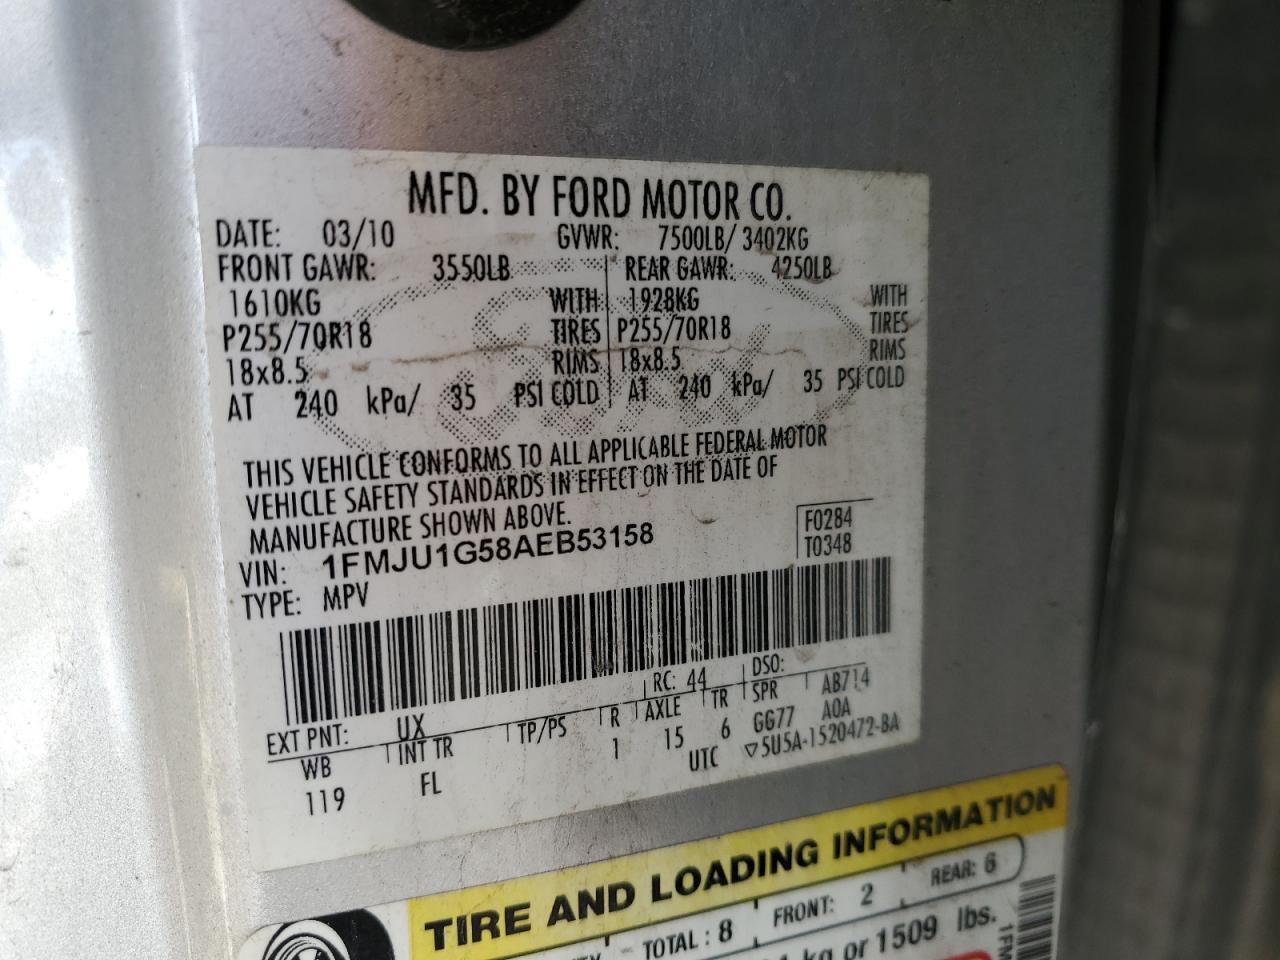 MFD. BY FORD MOTOR CO.
DATE: 03/10 GVWR: 7500LB/ 3402KG
FRONT GAWR: 3550LB REAR GAWR: 4250LB
1610KG WITH 1928KG WITH
P255/70R18 TIRES P255/70R18 TIRES
18x8.5 RIMS 18x8.5 RIMS
AT 240 kPa/ 35 PSI COLD AT 240 kPa/ 35 PSI COLD
THIS VEHICLE CONFORMS TO ALL APPLICABLE FEDERAL MOTOR
VEHICLE SAFETY STANDARDS IN EFFECT ON THE DATE OF
MANUFACTURE SHOWN ABOVE.
F0284
VIN: 1FMJU1G58AEB53158
T0348
TYPE: MPV
EXT PNT: UX RC: 44 DSO:
WB INT TR TP/PS R AXLE TR SPR AB714
119 FL 1 15 6 GG77 A0A
UTC ▽5U5A-1520472-BA
TIRE AND LOADING INFORMATION
TOTAL : 8 FRONT: 2 REAR: 6
kg or 1509 lbs.